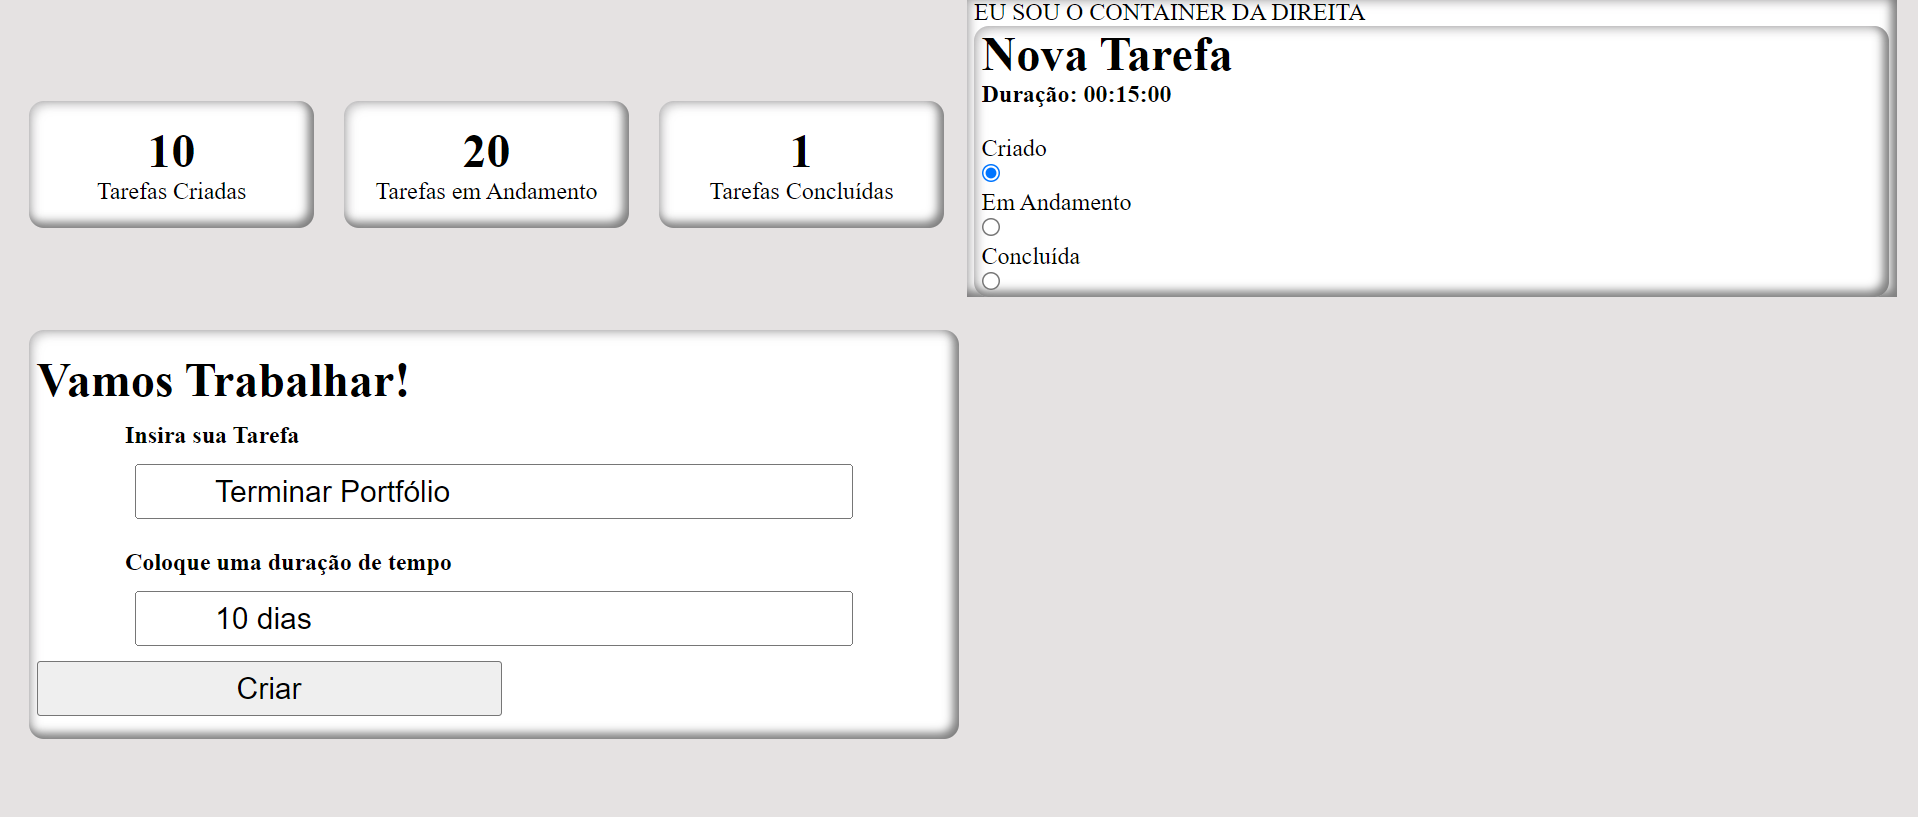 10
Tarefas Criadas
20
Tarefas em Andamento
1
Tarefas Concluídas
Vamos Trabalhar!
Insira sua Tarefa
Terminar Portfólio
Coloque uma duração de tempo
10 dias
Criar
EU SOU O CONTAINER DA DIREITA
Nova Tarefa
Duração: 00:15:00
Criado
Em Andamento
Concluída